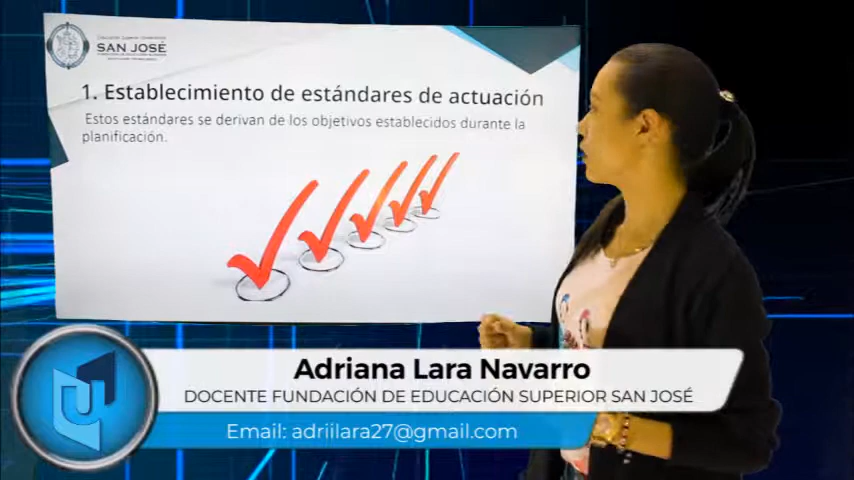 SAN JOSÉ
1. Establecimiento de estándares de actuación
Estos estándares se derivan de los objetivos establecidos durante la
planificación.
Adriana Lara Navarro
DOCENTE FUNDACIÓN DE EDUCACIÓN SUPERIOR SAN JOSÉ
Email: adriilara27@gmail.com